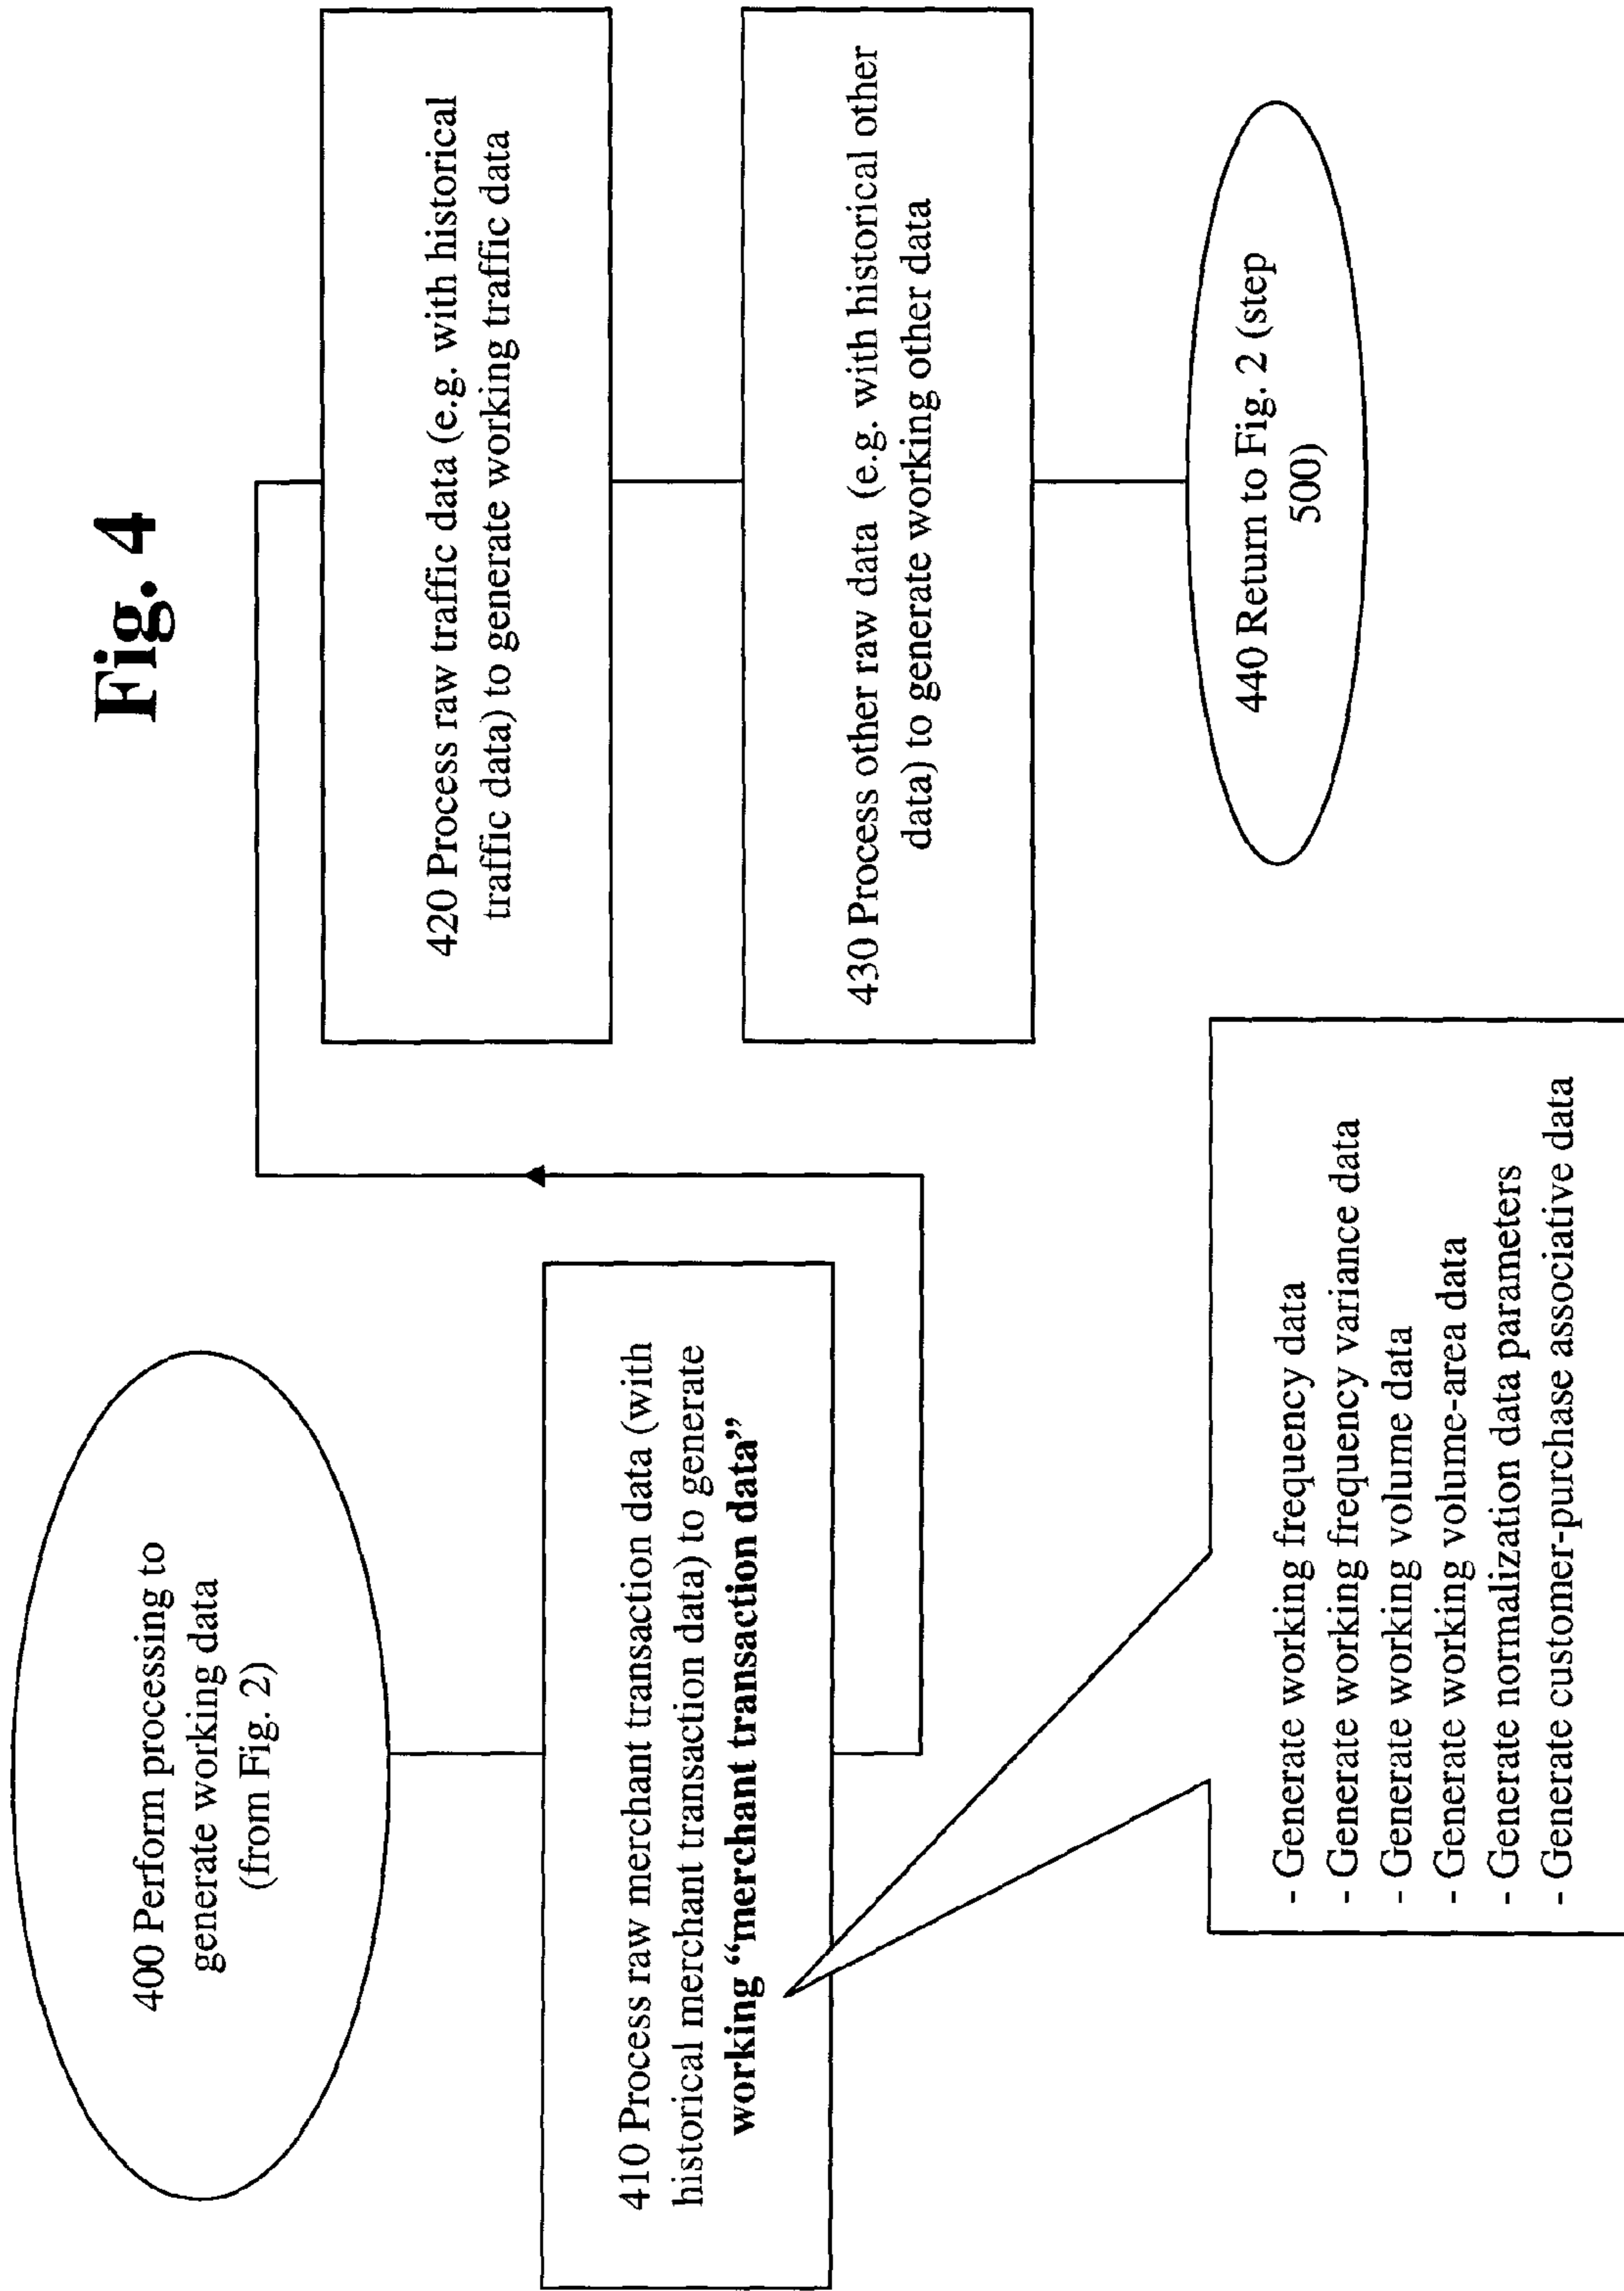 Fig. 4
400 Perform processing to
generate working data
(from Fig. 2)
410 Process raw merchant transaction data (with
historical merchant transaction data) to generate
working “merchant transaction data”
- Generate working frequency data
- Generate working frequency variance data
- Generate working volume data
- Generate working volume-area data
- Generate normalization data parameters
- Generate customer-purchase associative data
420 Process raw traffic data (e.g. with historical
traffic data) to generate working traffic data
430 Process other raw data (e.g. with historical other
data) to generate working other data
440 Return to Fig. 2 (step
500)